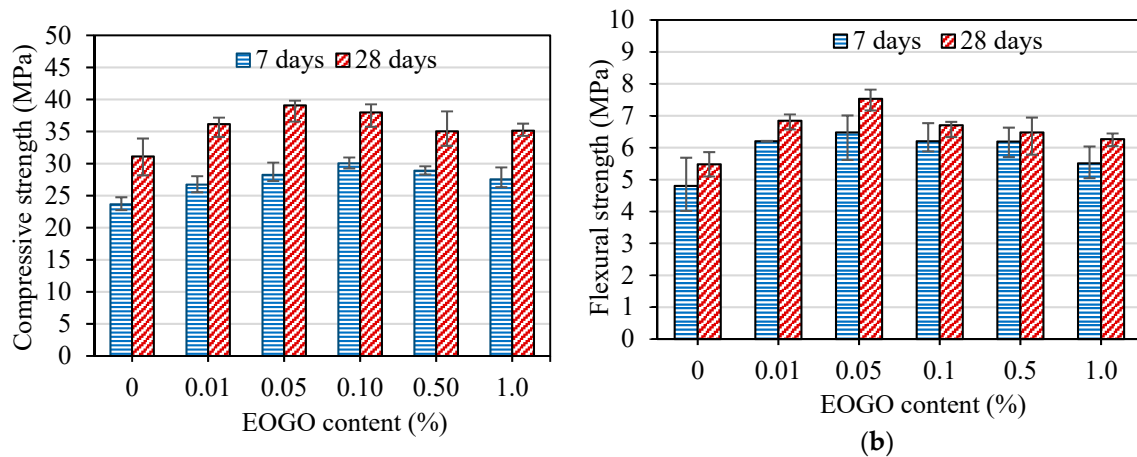 Compressive strength (MPa)
50
45
40
35
30
25
20
15
10
5
0
7 days 28 days
0 0.01 0.05 0.10 0.50 1.0
EOGO content (%)
Flexural strength (MPa)
10
9
8
7
6
5
4
3
2
1
0
7 days 28 days
0 0.01 0.05 0.1 0.5 1.0
EOGO content (%)
(b)